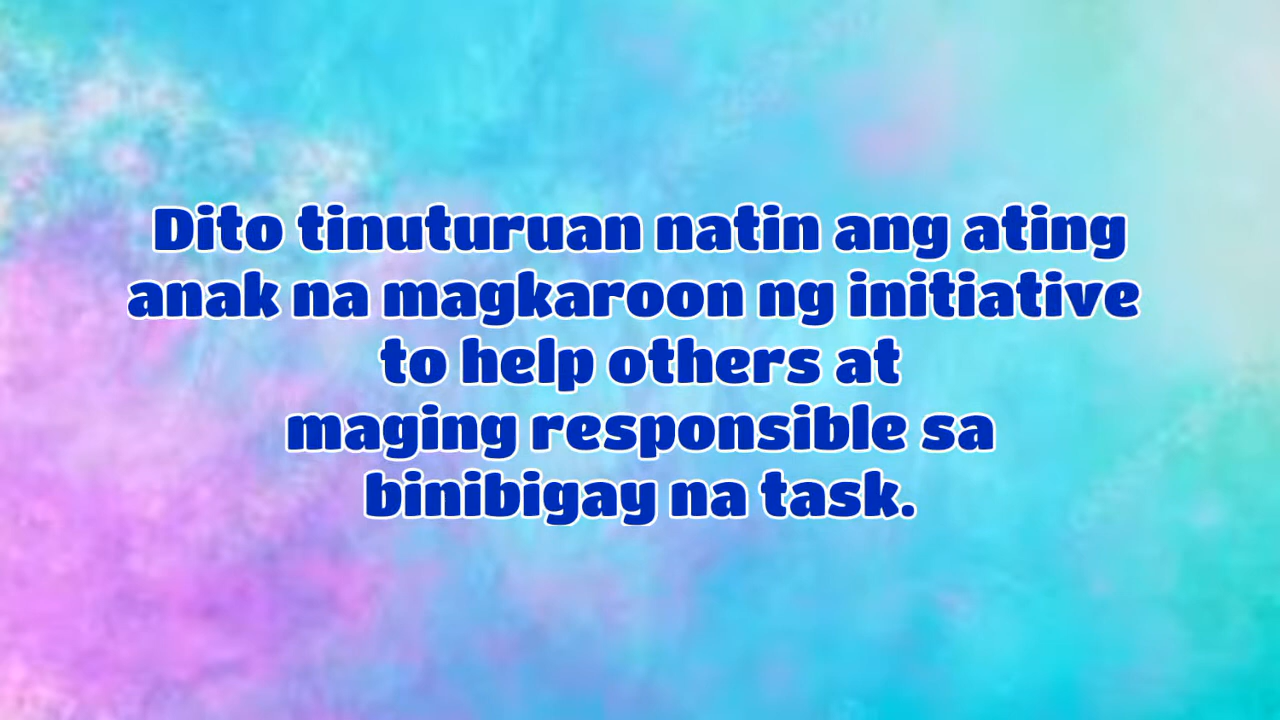 Dito tinuturuan natin ang ating
anak na magkaroon ng initiative
to help others at
maging responsible sa
binibigay na task.